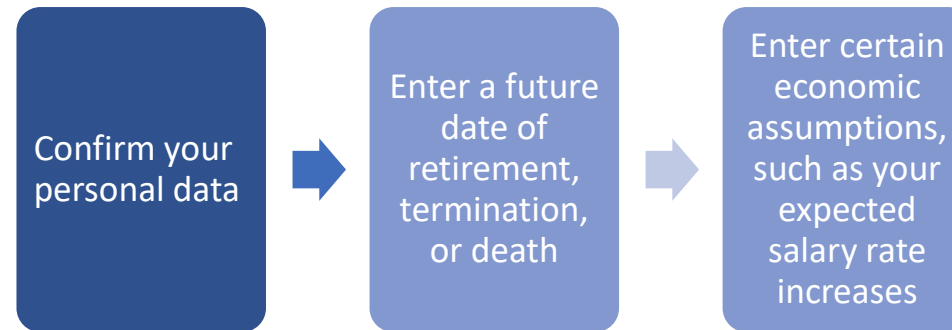 Confirm your
personal data
Enter a future
date of
retirement,
termination,
or death
Enter certain
economic
assumptions,
such as your
expected
salary rate
increases